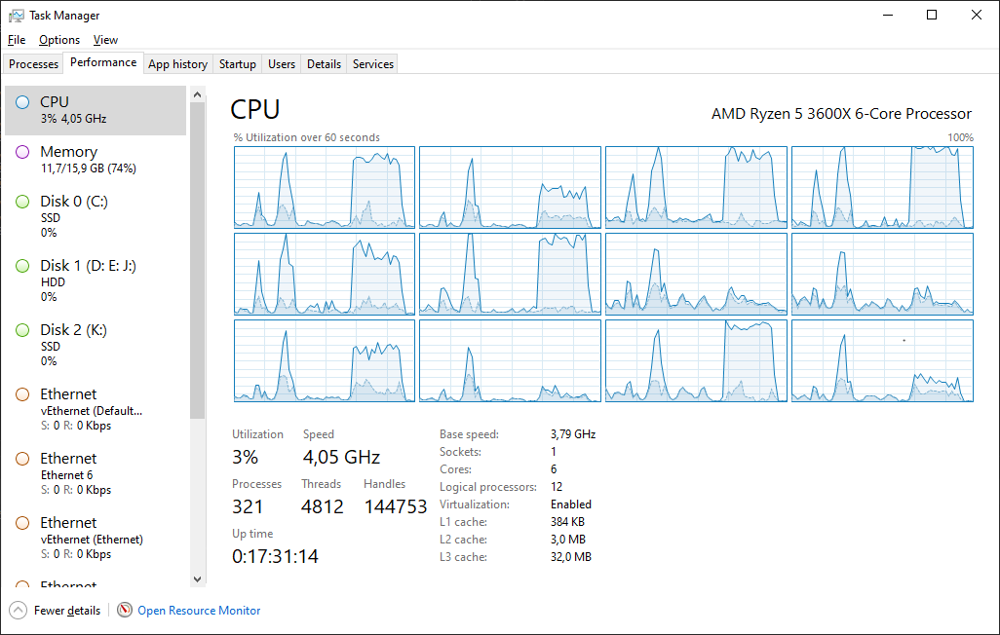 Task Manager
File Options View
Processes Performance App history Startup Users Details Services
CPU
3% 4,05 GHz
Memory
11,7/15,9 GB (74%)
Disk 0 (C:)
SSD
0%
Disk 1 (D: E: J:)
HDD
0%
Disk 2 (K:)
SSD
0%
Ethernet
vEthernet (Default...
S: 0 R: 0 Kbps
Ethernet
Ethernet 6
S: 0 R: 0 Kbps
Ethernet
vEthernet (Ethernet)
S: 0 R: 0 Kbps
Ethernet
CPU
AMD Ryzen 5 3600X 6-Core Processor
% Utilization over 60 seconds
100%
Utilization Speed
3% 4,05 GHz
Processes Threads Handles
321 4812 144753
Up time
0:17:31:14
Base speed: 3,79 GHz
Sockets: 1
Cores: 6
Logical processors: 12
Virtualization: Enabled
L1 cache: 384 KB
L2 cache: 3,0 MB
L3 cache: 32,0 MB
Fewer details Open Resource Monitor